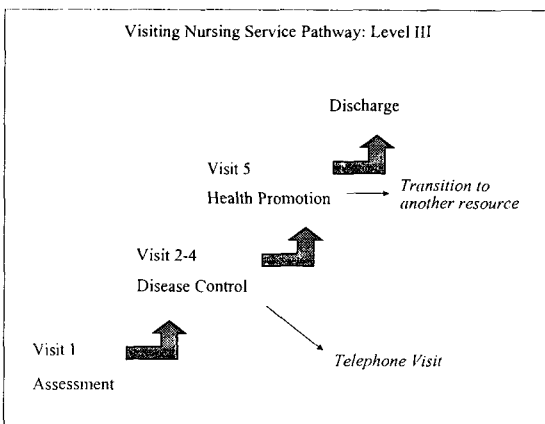 Visiting Nursing Service Pathway: Level III
Discharge
Visit 5
Health Promotion
Transition to
another resource
Visit 2-4
Disease Control
Visit 1
Assessment
Telephone Visit